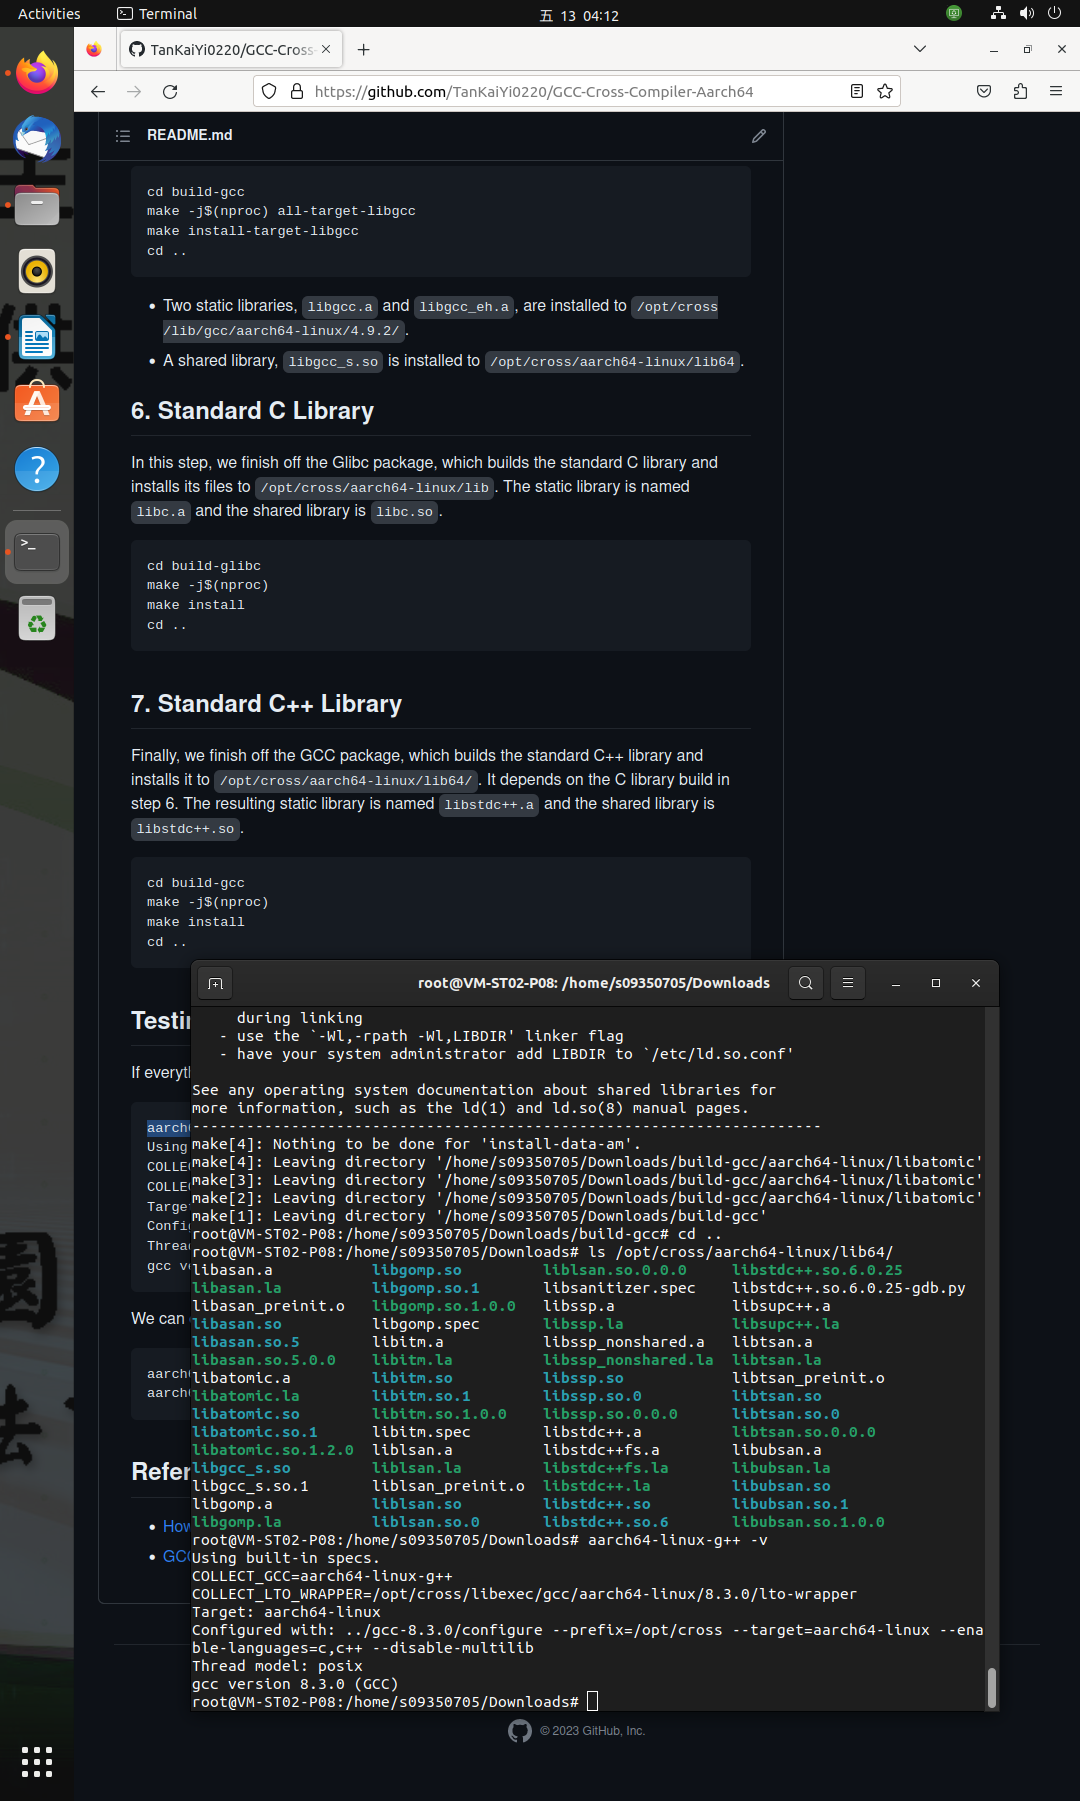 Activities
Terminal
五 13 04:12
TanKaiYi0220/GCC-Cross-
https://github.com/TanKaiYi0220/GCC-Cross-Compiler-Aarch64
README.md
cd build-gcc
make -j$(nproc) all-target-libgcc
make install-target-libgcc
cd ..
Two static libraries, libgcc.a and libgcc_eh.a, are installed to /opt/cross
/lib/gcc/aarch64-linux/4.9.2/.
A shared library, libgcc_s.so is installed to /opt/cross/aarch64-linux/lib64.
6. Standard C Library
In this step, we finish off the Glibc package, which builds the standard C library and
installs its files to /opt/cross/aarch64-linux/lib. The static library is named
libc.a and the shared library is libc.so.
cd build-glibc
make -j$(nproc)
make install
cd ..
7. Standard C++ Library
Finally, we finish off the GCC package, which builds the standard C++ library and
installs it to /opt/cross/aarch64-linux/lib64/. It depends on the C library build in
step 6. The resulting static library is named libstdc++.a and the shared library is
libstdc++.so.
cd build-gcc
make -j$(nproc)
make install
cd ..
Testi
If everyt
aarch
Using
COLLE
COLLE
Targe
Confi
Threa
gcc ve
We can
aarch
aarch
Refer
How
GCC
root@VM-ST02-P08: /home/s09350705/Downloads
during linking
- use the `-Wl,-rpath -Wl,LIBDIR' linker flag
- have your system administrator add LIBDIR to `/etc/ld.so.conf'
See any operating system documentation about shared libraries for
more information, such as the ld(1) and ld.so(8) manual pages.
----------------------------------------------------------------------
make[4]: Nothing to be done for 'install-data-am'.
make[4]: Leaving directory '/home/s09350705/Downloads/build-gcc/aarch64-linux/libatomic'
make[3]: Leaving directory '/home/s09350705/Downloads/build-gcc/aarch64-linux/libatomic'
make[2]: Leaving directory '/home/s09350705/Downloads/build-gcc/aarch64-linux/libatomic'
make[1]: Leaving directory '/home/s09350705/Downloads/build-gcc'
root@VM-ST02-P08:/home/s09350705/Downloads/build-gcc# cd ..
root@VM-ST02-P08:/home/s09350705/Downloads# ls /opt/cross/aarch64-linux/lib64/
libasan.a libgomp.so liblsan.so.0.0.0 libstdc++.so.6.0.25
libasan.la libgomp.so.1 libsanitizer.spec libstdc++.so.6.0.25-gdb.py
libasan_preinit.o libgomp.so.1.0.0 libssp.a libsupc++.a
libasan.so libgomp.spec libssp.la libsupc++.la
libasan.so.5 libitm.a libssp_nonshared.a libtsan.a
libasan.so.5.0.0 libitm.la libssp_nonshared.la libtsan.la
libatomic.a libitm.so libssp.so libtsan_preinit.o
libatomic.la libitm.so.1 libssp.so.0 libtsan.so
libatomic.so libitm.so.1.0.0 libssp.so.0.0.0 libtsan.so.0
libatomic.so.1 libitm.spec libstdc++.a libtsan.so.0.0.0
libatomic.so.1.2.0 liblsan.a libstdc++fs.a libubsan.a
libgcc_s.so liblsan.la libstdc++fs.la libubsan.la
libgcc_s.so.1 liblsan_preinit.o libstdc++.la libubsan.so
libgomp.a liblsan.so libstdc++.so libubsan.so.1
libgomp.la liblsan.so.0 libstdc++.so.6 libubsan.so.1.0.0
root@VM-ST02-P08:/home/s09350705/Downloads# aarch64-linux-g++ -v
Using built-in specs.
COLLECT_GCC=aarch64-linux-g++
COLLECT_LTO_WRAPPER=/opt/cross/libexec/gcc/aarch64-linux/8.3.0/lto-wrapper
Target: aarch64-linux
Configured with: ../gcc-8.3.0/configure --prefix=/opt/cross --target=aarch64-linux --ena
ble-languages=c,c++ --disable-multilib
Thread model: posix
gcc version 8.3.0 (GCC)
root@VM-ST02-P08:/home/s09350705/Downloads#
© 2023 GitHub, Inc.